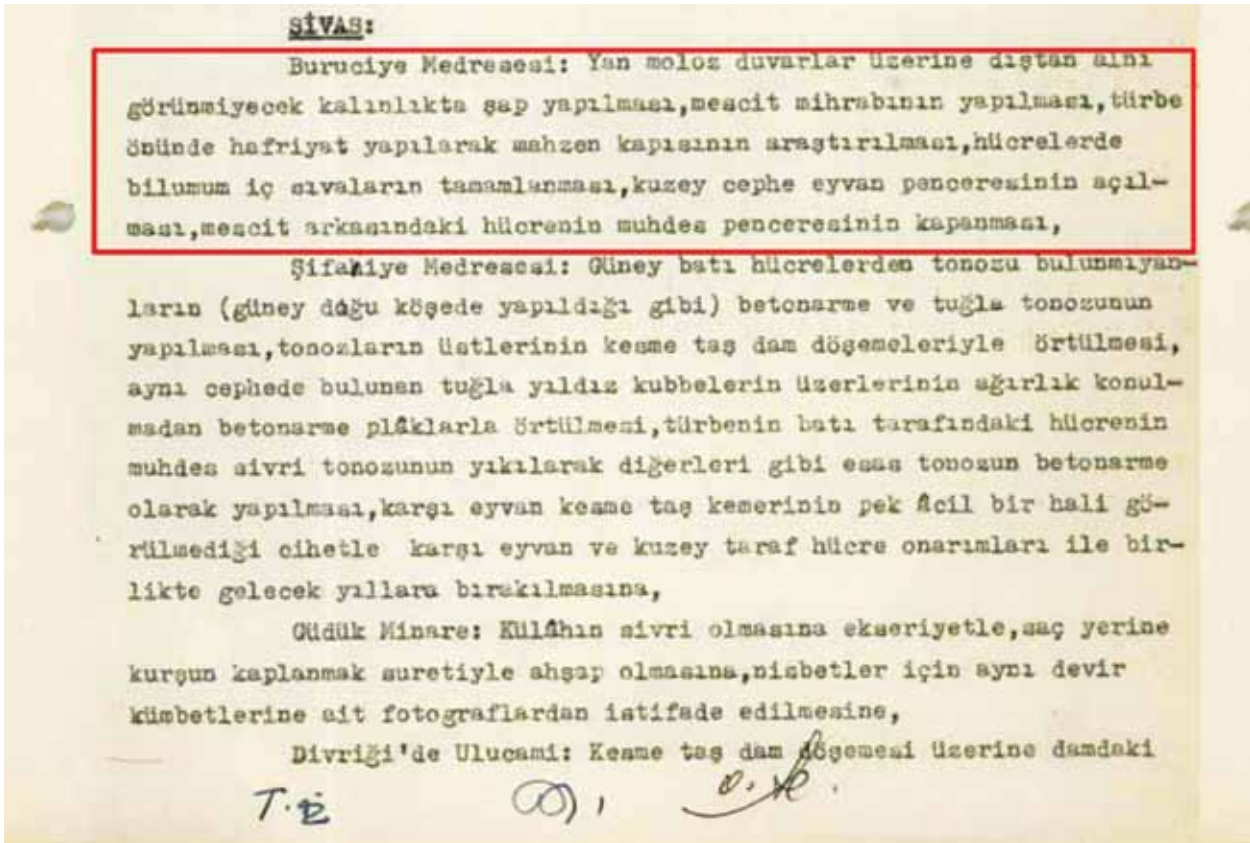 SİVAS:
Buruciye Medresesi: Yan moloz duvarlar üzerine dıştan alnı
görünmiyecek kalınlıkta şap yapılması,mescit mihrabının yapılması,türbe
önünde hafriyat yapılarak mahzen kapısının araştırılması,hücrelerde
bilumum iç sıvaların tamamlanması,kuzey cephe eyvan penceresinin açıl-
ması,mescit arkasındaki hücrenin muhdes penceresinin kapanması,
Şifahiye Medresesi: Güney batı hücrelerden tonozu bulunmıyan-
ların (güney doğu köşede yapıldığı gibi) betonarme ve tuğla tonozunun
yapılması,tonozların üstlerinin kesme taş dam döşemeleriyle örtülmesi,
aynı cephede bulunan tuğla yıldız kubbelerin üzerlerinin ağırlık konul-
madan betonarme plâklarla örtülmesi,türbenin batı tarafındaki hücrenin
muhdes sivri tonozunun yıkılarak diğerleri gibi esas tonozun betonarme
olarak yapılması,karşı eyvan kesme taş kemerinin pek âcil bir hali gö-
rülmediği cihetle karşı eyvan ve kuzey taraf hücre onarımları ile bir-
likte gelecek yıllara bırakılmasına,
Güdük Minare: Külâhın sivri olmasına ekseriyetle,saç yerine
kurşun kaplanmak suretiyle ahşap olmasına,nisbetler için aynı devir
kümbetlerine ait fotograflardan istifade edilmesine,
Divriği'de Ulucami: Kesme taş dam döşemesi üzerine damdaki